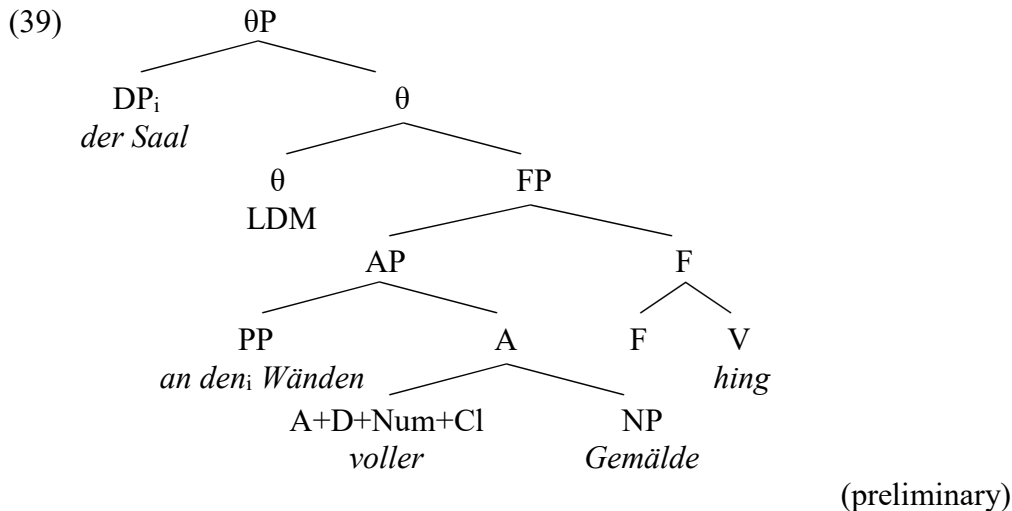 (39) θP
DPᵢ θ
der Saal
θ FP
LDM
AP F
PP A F V
an denᵢ Wänden hing
A+D+Num+Cl NP
voller Gemälde
(preliminary)